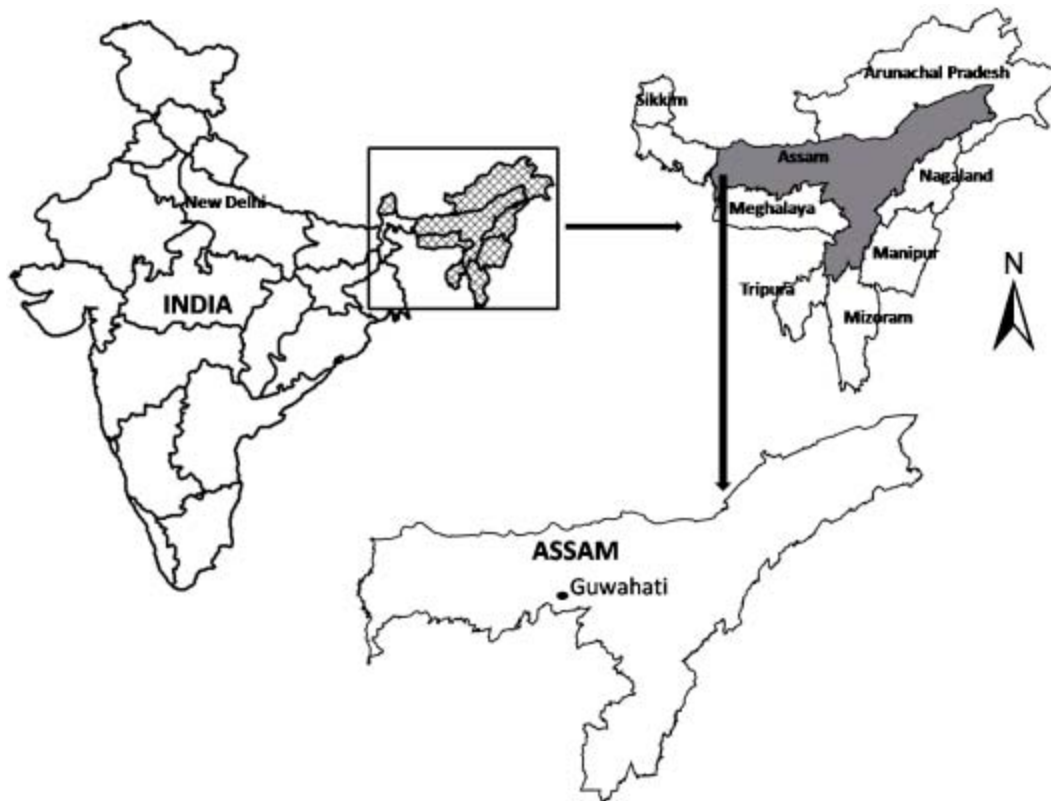 New Delhi
INDIA
Arunachal Pradesh
Sikkim
Assam
Nagaland
Meghalaya
Manipur
Tripura
Mizoram
N
ASSAM
Guwahati